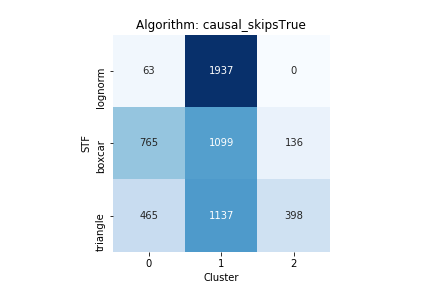 Algorithm: causal_skipsTrue
lognorm 63 1937 0
STF
boxcar 765 1099 136
triangle 465 1137 398
0 1 2
Cluster